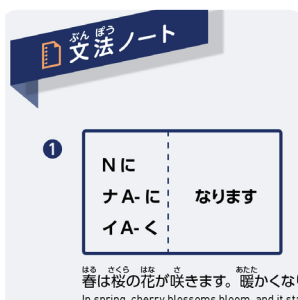 ぶん ぽう
文法ノート
1
Nに
ナA-に
なります
イA-く
はる さくら はな さ あたた
春は桜の花が咲きます。暖かくな
In spring, cherry blossoms bloom, and it sta